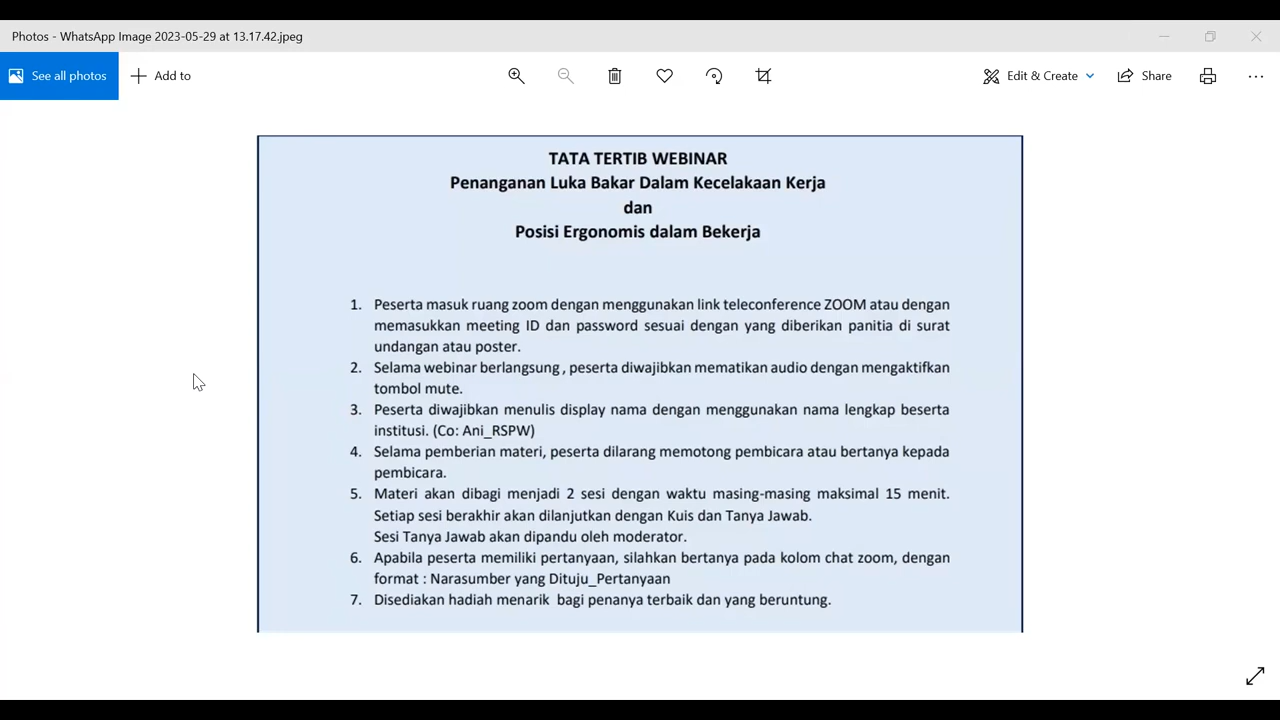 Photos - WhatsApp Image 2023-05-29 at 13.17.42.jpeg
See all photos
Add to
Edit & Create
Share
TATA TERTIB WEBINAR
Penanganan Luka Bakar Dalam Kecelakaan Kerja
dan
Posisi Ergonomis dalam Bekerja
1. Peserta masuk ruang zoom dengan menggunakan link teleconference ZOOM atau dengan
memasukkan meeting ID dan password sesuai dengan yang diberikan panitia di surat
undangan atau poster.
2. Selama webinar berlangsung , peserta diwajibkan mematikan audio dengan mengaktifkan
tombol mute.
3. Peserta diwajibkan menulis display nama dengan menggunakan nama lengkap beserta
institusi. (Co: Ani_RSPW)
4. Selama pemberian materi, peserta dilarang memotong pembicara atau bertanya kepada
pembicara.
5. Materi akan dibagi menjadi 2 sesi dengan waktu masing-masing maksimal 15 menit.
Setiap sesi berakhir akan dilanjutkan dengan Kuis dan Tanya Jawab.
Sesi Tanya Jawab akan dipandu oleh moderator.
6. Apabila peserta memiliki pertanyaan, silahkan bertanya pada kolom chat zoom, dengan
format : Narasumber yang Dituju_Pertanyaan
7. Disediakan hadiah menarik bagi penanya terbaik dan yang beruntung.